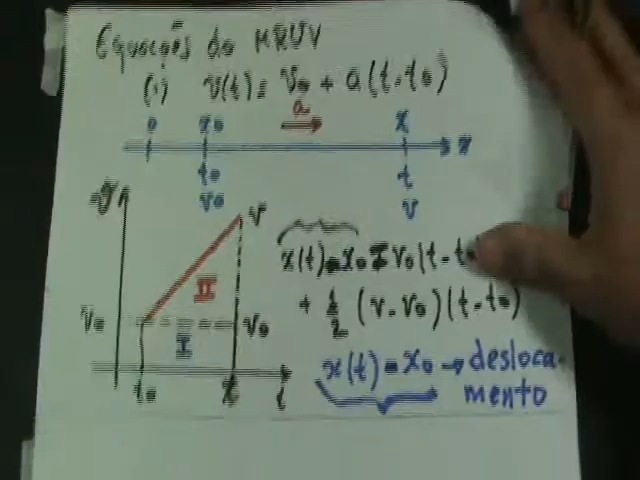 Equações do MRUV
(1) v(t) = v0 + a(t-t0)
a
0 x0 x x
t0 t
v0 v
v v
x(t)-x0 = v0(t-t0
II
+ 1/2 (v-v0)(t-t0)
v0 v0
I
x(t)-x0 → desloca-
mento
t0 t t